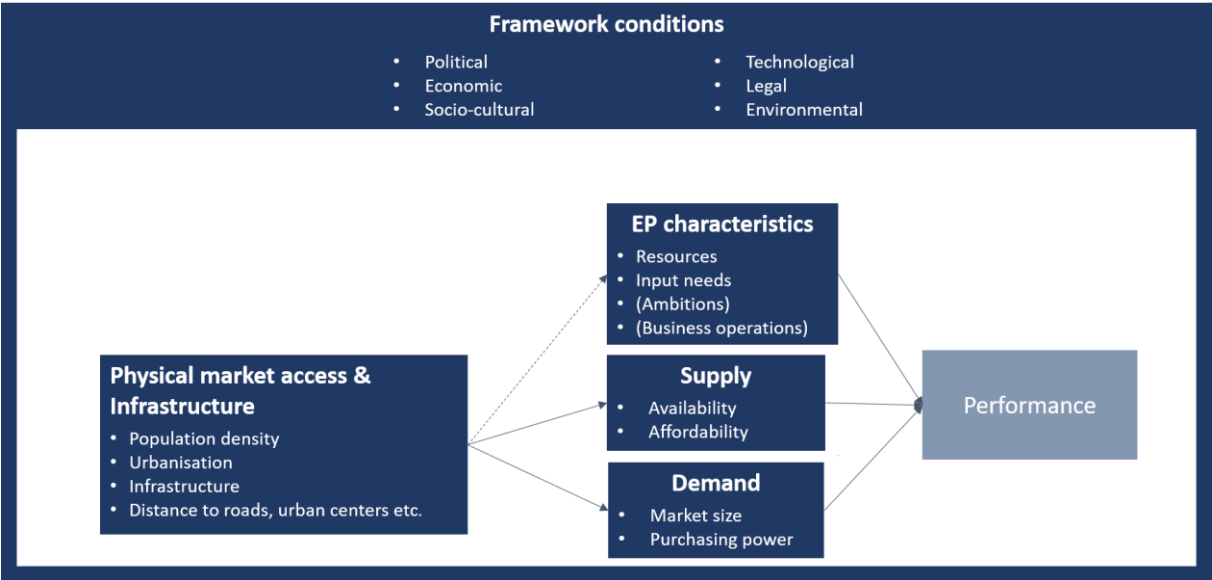 Framework conditions
• Political
• Economic
• Socio-cultural
• Technological
• Legal
• Environmental
EP characteristics
• Resources
• Input needs
• (Ambitions)
• (Business operations)
Physical market access &
Infrastructure
• Population density
• Urbanisation
• Infrastructure
• Distance to roads, urban centers etc.
Supply
• Availability
• Affordability
Demand
• Market size
• Purchasing power
Performance